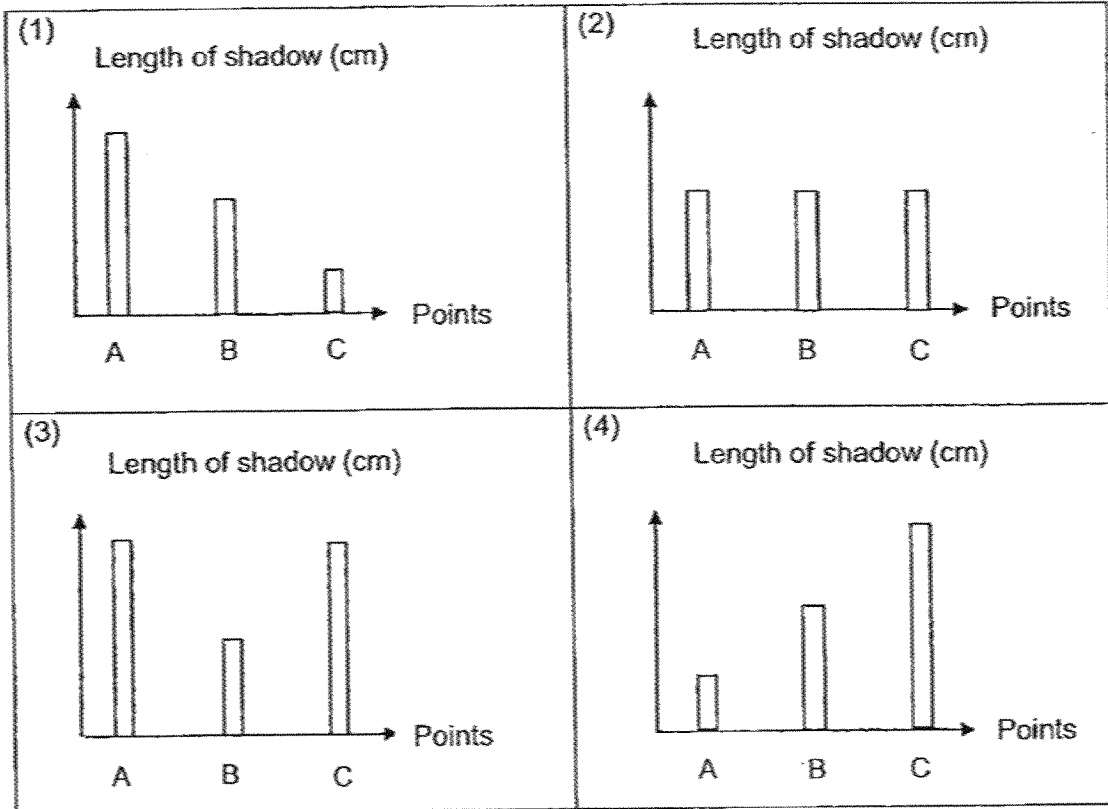 (1)
Length of shadow (cm)
Points
A B C
(2)
Length of shadow (cm)
Points
A B C
(3)
Length of shadow (cm)
Points
A B C
(4)
Length of shadow (cm)
Points
A B C